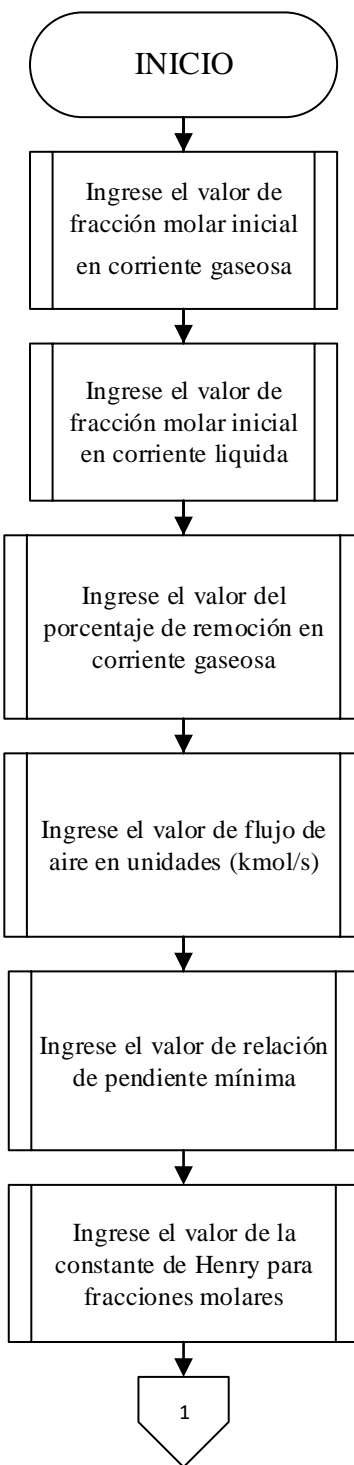 INICIO
Ingrese el valor de
fracción molar inicial
en corriente gaseosa
Ingrese el valor de
fracción molar inicial
en corriente liquida
Ingrese el valor del
porcentaje de remoción en
corriente gaseosa
Ingrese el valor de flujo de
aire en unidades (kmol/s)
Ingrese el valor de relación
de pendiente mínima
Ingrese el valor de la
constante de Henry para
fracciones molares
1